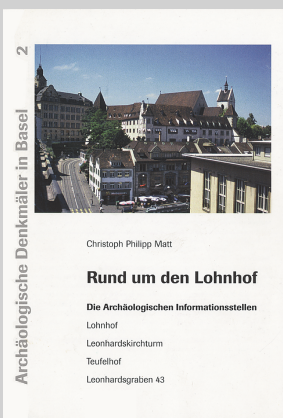 Archäologische Denkmäler in Basel 2
Christoph Philipp Matt
Rund um den Lohnhof
Die Archäologischen Informationsstellen
Lohnhof
Leonhardskirchturm
Teufelhof
Leonhardsgraben 43